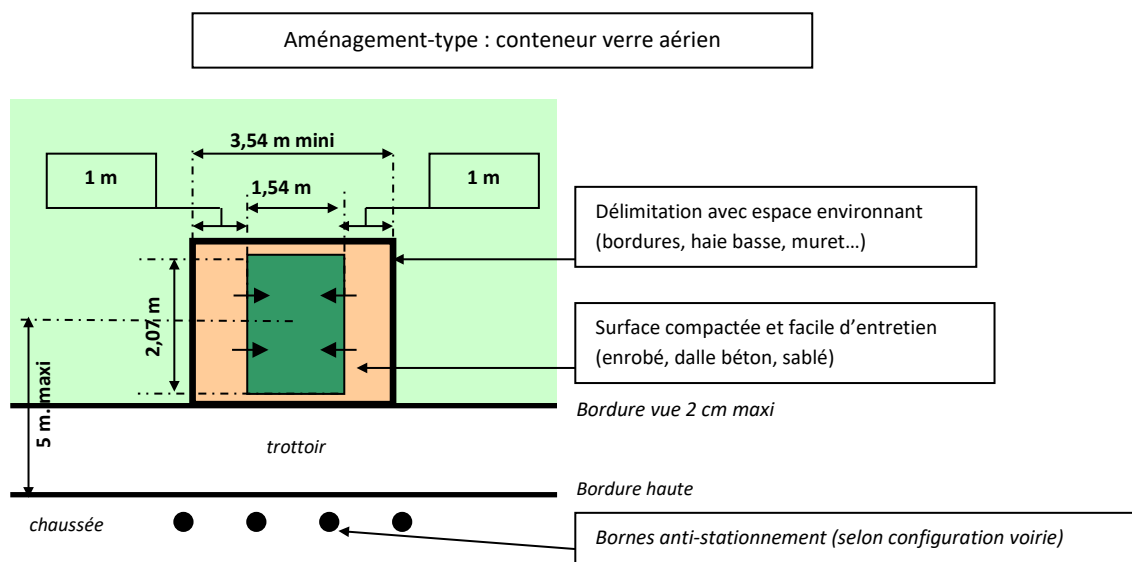 Aménagement-type : conteneur verre aérien
3,54 m mini
1 m
1 m
1,54 m
Délimitation avec espace environnant
(bordures, haie basse, muret…)
2,07 m
Surface compactée et facile d’entretien
(enrobé, dalle béton, sablé)
5 m. maxi
Bordure vue 2 cm maxi
trottoir
Bordure haute
chaussée
Bornes anti-stationnement (selon configuration voirie)